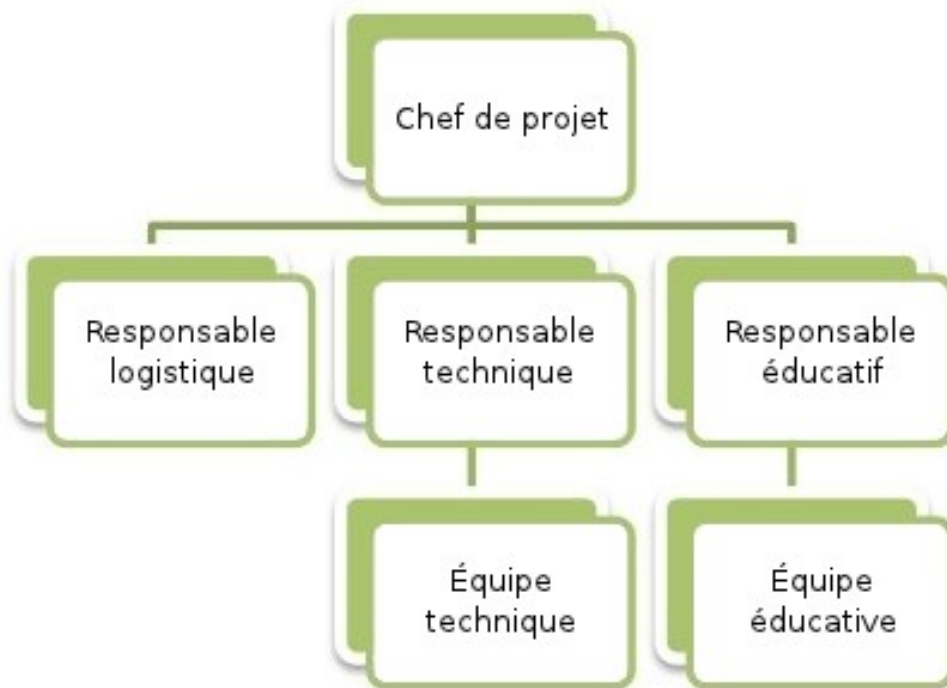 Chef de projet
Responsable
logistique
Responsable
technique
Responsable
éducatif
Équipe
technique
Équipe
éducative